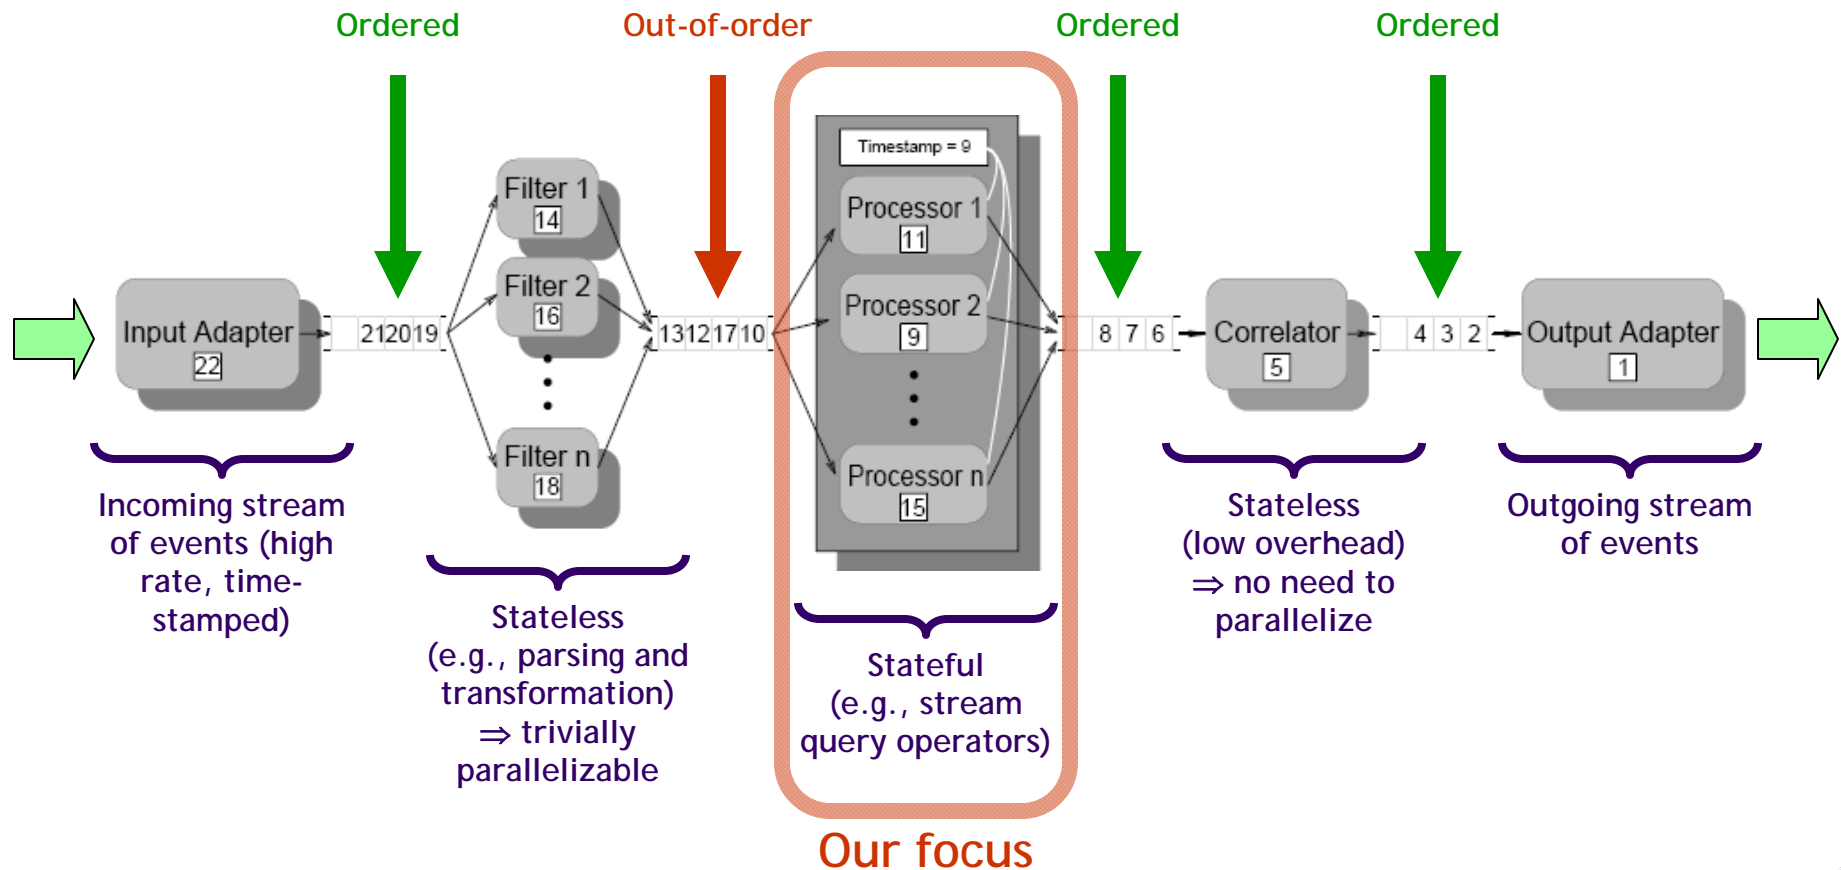 Ordered
Out-of-order
Ordered
Ordered
Timestamp = 9
Filter 1
14
Processor 1
11
Filter 2
16
Processor 2
9
Input Adapter
22
21 20 19
13 12 17 10
8 7 6
Correlator
5
4 3 2
Output Adapter
1
Filter n
18
Processor n
15
Incoming stream
of events (high
rate, time-
stamped)
Stateless
(e.g., parsing and
transformation)
⇒ trivially
parallelizable
Stateful
(e.g., stream
query operators)
Stateless
(low overhead)
⇒ no need to
parallelize
Outgoing stream
of events
Our focus